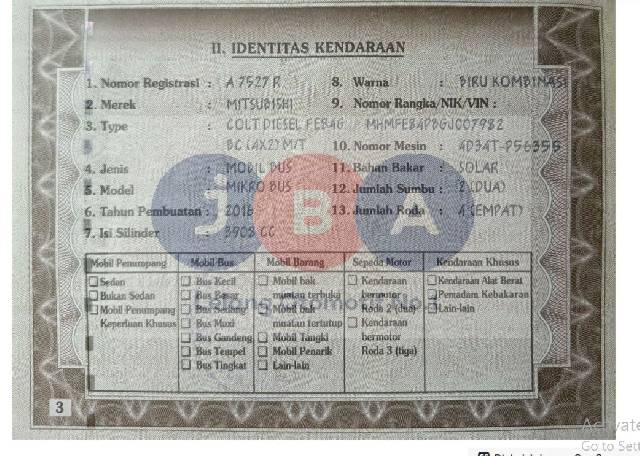 II. IDENTITAS KENDARAAN
1. Nomor Registrasi : A 7527 R
2. Merek : MITSUBISHI
3. Type : COLT DIESEL FE84G
BC (4X2) M/T
4. Jenis : MOBIL BUS
5. Model : MIKRO BUS
6. Tahun Pembuatan : 2016
7. Isi Silinder : 3908 CC
8. Warna : BIRU KOMBINASI
9. Nomor Rangka/NIK/VIN :
10. Nomor Mesin :
11. Bahan Bakar : SOLAR
12. Jumlah Sumbu : 2 (DUA)
13. Jumlah Roda : 4 (EMPAT)
Mobil Penumpang
Sedan
Bukan Sedan
Mobil Penumpang
Keperluan Khusus
Mobil Bus
Bus Kecil
Bus Maxi
Bus Gandeng
Bus Tempel
Bus Tingkat
Mobil Barang
Mobil bak
muatan terbuka
Mobil bak
muatan tertutup
Mobil Tangki
Mobil Penarik
Lain-lain
Sepeda Motor
Kendaraan
bermotor
Roda 2 (dua)
Kendaraan
bermotor
Roda 3 (tiga)
Kendaraan Khusus
Kendaraan Alat Berat
Pemadam Kebakaran
Lain-lain
JBA
3
Go to Sett